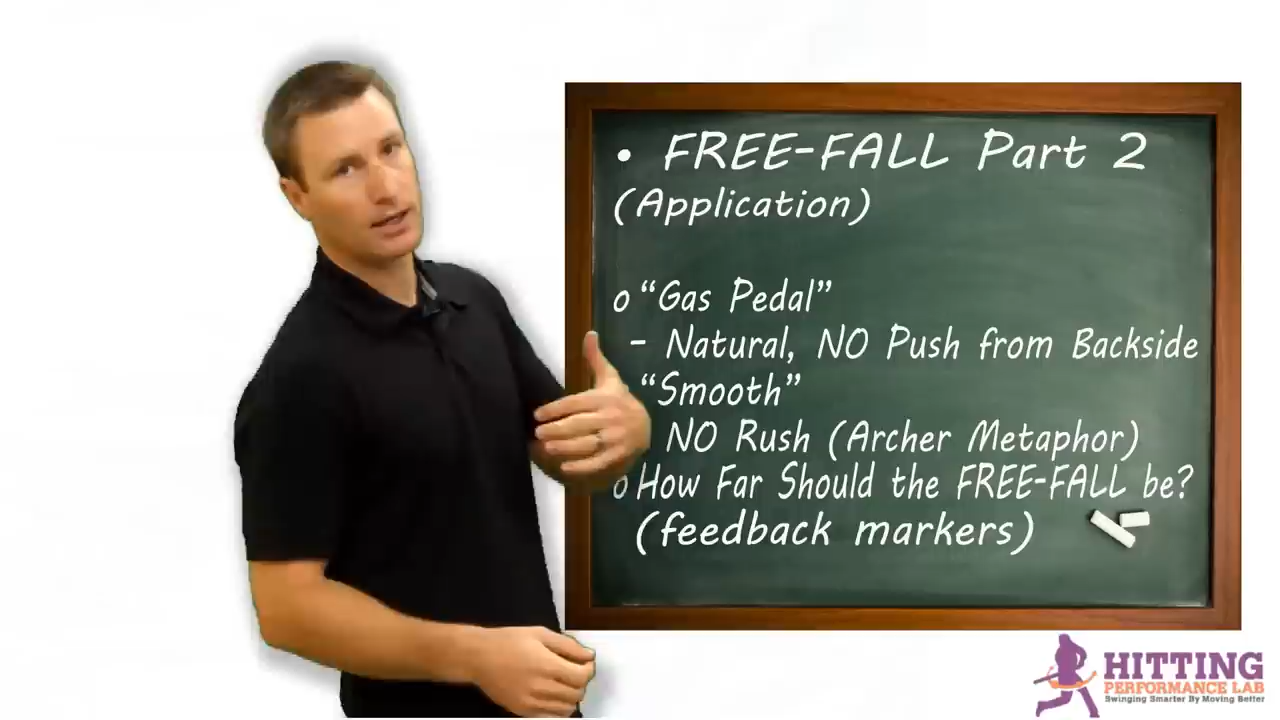 • FREE-FALL Part 2
(Application)
o “Gas Pedal”
- Natural, NO Push from Backside
“Smooth”
NO Rush (Archer Metaphor)
o How Far Should the FREE-FALL be?
(feedback markers)
HITTING
PERFORMANCE LAB
Swinging Smarter By Moving Better